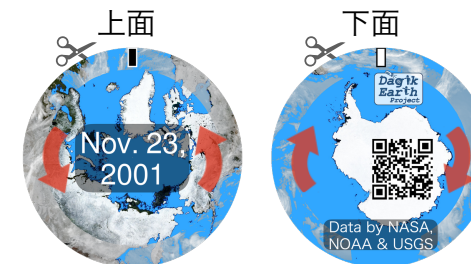 上面
下面
Nov. 23,
2001
Dagik
Earth
Project
Data by NASA,
NOAA & USGS